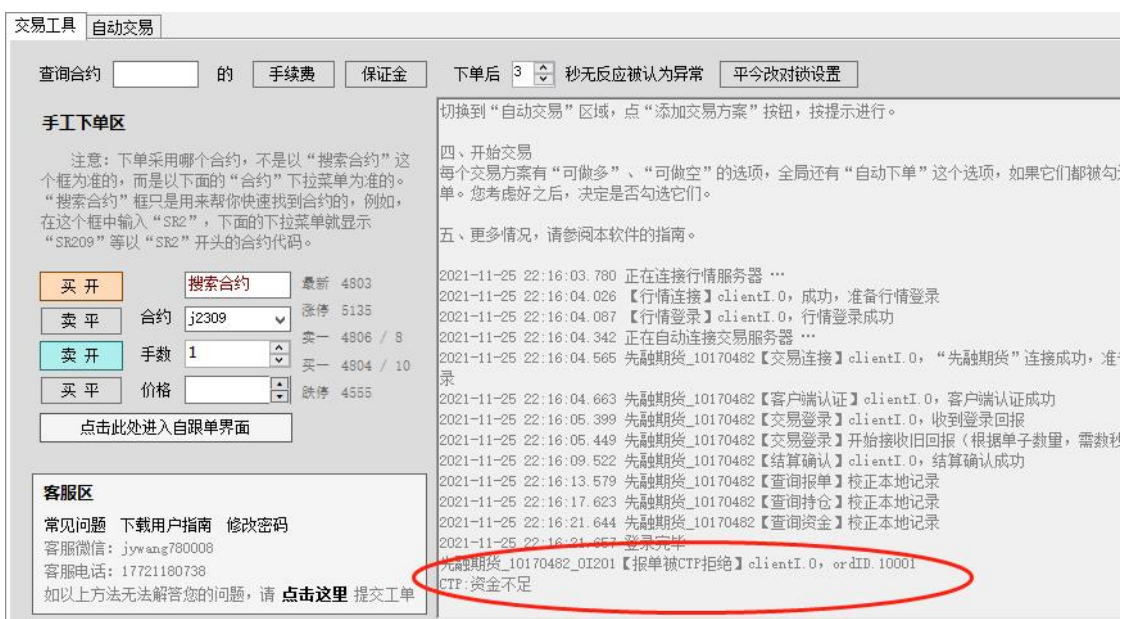 交易工具 自动交易
查询合约 的 手续费 保证金 下单后 3 秒无反应被认为异常 平今改对锁设置
手工下单区
注意：下单采用哪个合约，不是以“搜索合约”这
个框为准的，而是以下面的“合约”下拉菜单为准的。
“搜索合约”框只是用来帮你快速找到合约的，例如，
在这个框中输入“SR2”，下面的下拉菜单就显示
“SR209”等以“SR2”开头的合约代码。
买 开 搜索合约 最新 4803
卖 平 合约 j2309 涨停 5135
卖一 4806 / 8
卖 开 手数 1 买一 4804 / 10
买 平 价格 跌停 4555
点击此处进入自跟单界面
客服区
常见问题 下载用户指南 修改密码
客服微信：jywang780008
客服电话：17721180738
如以上方法无法解答您的问题，请 点击这里 提交工单
切换到“自动交易”区域，点“添加交易方案”按钮，按提示进行。
四、开始交易
每个交易方案有“可做多”、“可做空”的选项，全局还有“自动下单”这个选项，如果它们都被勾
单。您考虑好之后，决定是否勾选它们。
五、更多情况，请参阅本软件的指南。
2021-11-25 22:16:03.780 正在连接行情服务器 …
2021-11-25 22:16:04.026 【行情连接】clientI.0，成功，准备行情登录
2021-11-25 22:16:04.087 【行情登录】clientI.0，行情登录成功
2021-11-25 22:16:04.342 正在自动连接交易服务器 …
2021-11-25 22:16:04.565 先融期货_10170482【交易连接】clientI.0，“先融期货”连接成功，准
录
2021-11-25 22:16:04.663 先融期货_10170482【客户端认证】clientI.0，客户端认证成功
2021-11-25 22:16:05.399 先融期货_10170482【交易登录】clientI.0，收到登录回报
2021-11-25 22:16:05.449 先融期货_10170482【交易登录】开始接收旧回报（根据单子数量，需数秒
2021-11-25 22:16:09.522 先融期货_10170482【结算确认】clientI.0，结算确认成功
2021-11-25 22:16:13.579 先融期货_10170482【查询报单】校正本地记录
2021-11-25 22:16:17.623 先融期货_10170482【查询持仓】校正本地记录
2021-11-25 22:16:21.644 先融期货_10170482【查询资金】校正本地记录
2021-11-25 22:16:21.657 登录完毕
先融期货_10170482_OI201【报单被CTP拒绝】clientI.0，ordID.10001
CTP:资金不足